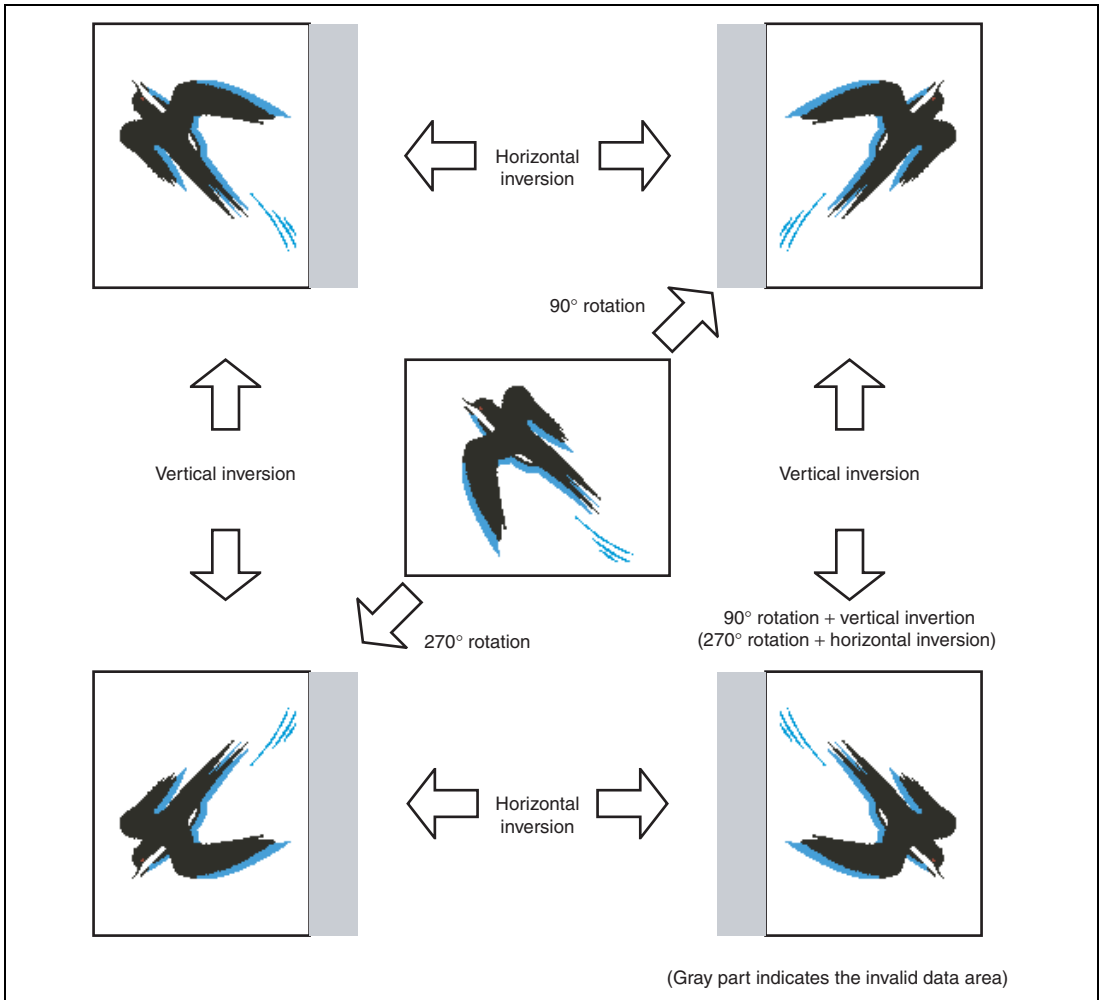 Horizontal
inversion
90° rotation
Vertical inversion
Vertical inversion
90° rotation + vertical invertion
(270° rotation + horizontal inversion)
270° rotation
Horizontal
inversion
(Gray part indicates the invalid data area)